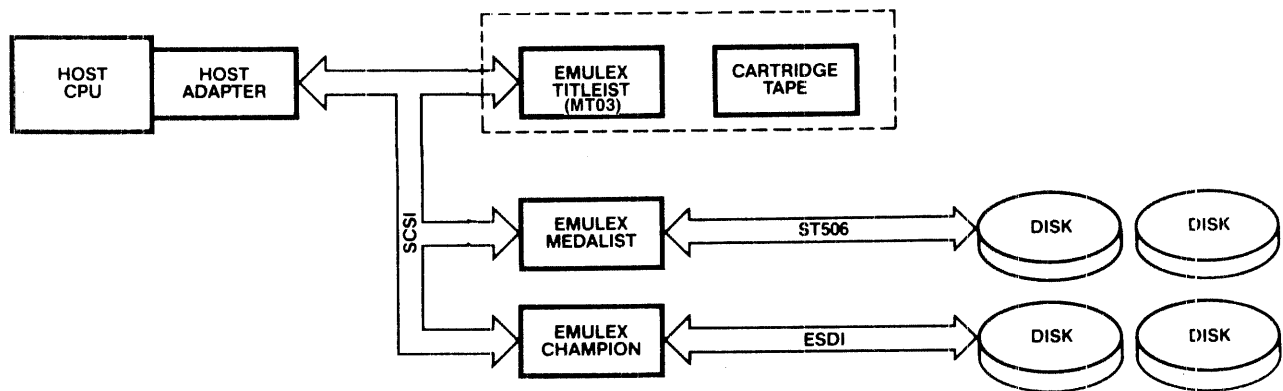 HOST
CPU
HOST
ADAPTER
EMULEX
TITLEIST
(MT03)
CARTRIDGE
TAPE
SCSI
EMULEX
MEDALIST
ST506
DISK
DISK
EMULEX
CHAMPION
ESDI
DISK
DISK